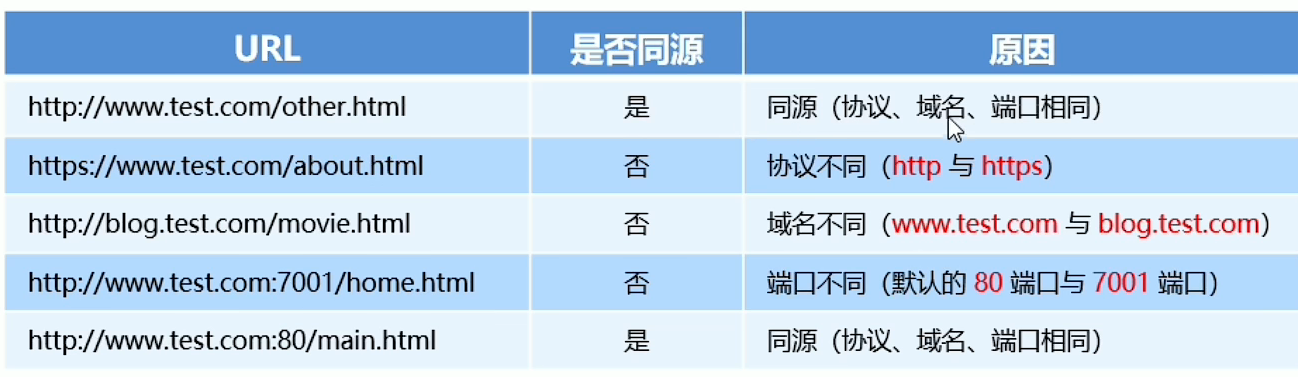 URL 是否同源 原因
http://www.test.com/other.html 是 同源（协议、域名、端口相同）
https://www.test.com/about.html 否 协议不同（http 与 https）
http://blog.test.com/movie.html 否 域名不同（www.test.com 与 blog.test.com）
http://www.test.com:7001/home.html 否 端口不同（默认的 80 端口与 7001 端口）
http://www.test.com:80/main.html 是 同源（协议、域名、端口相同）